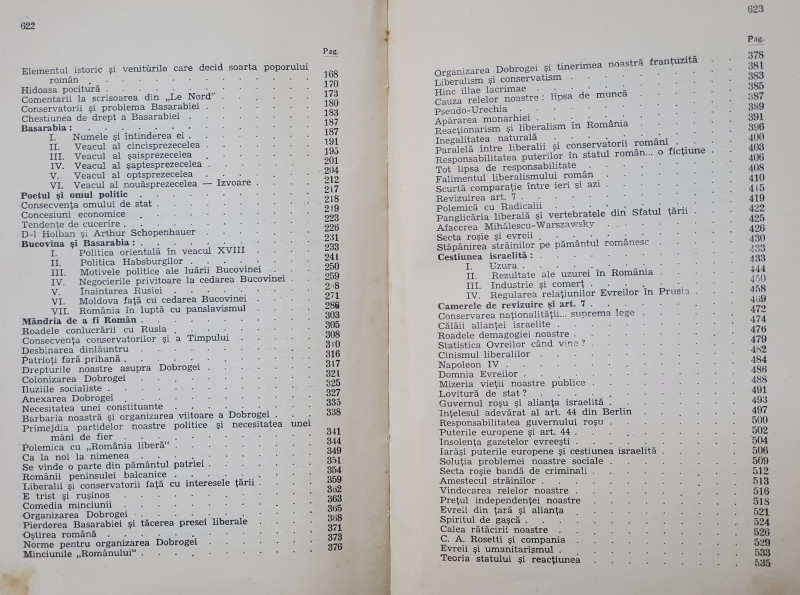 622
Pag.
Elementul istoric și veniturile care decid soarta poporului
român . . . . . . . . . . 168
Hidoasa pocitură . . . . . . . . . . 170
Comentarii la scrisoarea din „Le Nord” . . . . . . 173
Conservatorii și problema Basarabiei . . . . . . 180
Chestiunea de drept a Basarabiei . . . . . . 183
Basarabia : . . . . . . . . . . 187
I. Numele și întinderea ei . . . . . . 187
II. Veacul al cincisprezecelea . . . . . . 191
III. Veacul al șaisprezecelea . . . . . . 195
IV. Veacul al șaptesprezecelea . . . . . . 201
V. Veacul al optsprezecelea . . . . . . 204
VI. Veacul al nouăsprezecelea — Izvoare . . . . 212
Poetul și omul politic . . . . . . . . 217
Consecvența omului de stat . . . . . . . . 218
Concesiuni economice . . . . . . . . 219
Tendențe de cucerire . . . . . . . . 223
D-l Holban și Arthur Schopenhauer . . . . . . 226
Bucovina și Basarabia : . . . . . . . . 231
I. Politica orientală în veacul XVIII . . . . 233
II. Politica Habsburgilor . . . . . . 241
III. Motivele politice ale luării Bucovinei . . . . 250
IV. Negocierile privitoare la cedarea Bucovinei . . . 259
V. Înaintarea Rusiei . . . . . . 268
VI. Moldova față cu cedarea Bucovinei . . . . 271
VII. România în luptă cu panslavismul . . . . 286
Mândria de a fi Român . . . . . . . . 303
Roadele conlucrării cu Rusia . . . . . . . . 305
Consecvența conservatorilor și a Timpului . . . . . . 308
Desbinarea dinlăuntru . . . . . . . . 310
Patrioți fără prihană . . . . . . . . 316
Drepturile noastre asupra Dobrogei . . . . . . 317
Colonizarea Dobrogei . . . . . . . . 321
Iluziile socialiste . . . . . . . . 325
Anexarea Dobrogei . . . . . . . . 327
Necesitatea unei constituante . . . . . . . . 335
Barbaria noastră și organizarea viitoare a Dobrogei . . . 338
Primejdia partidelor noastre politice și necesitatea unei
mâni de fier . . . . . . . . 341
Polemica cu „România liberă” . . . . . . 344
Ca la noi la nimenea . . . . . . . . 349
Se vinde o parte din pământul patriei . . . . . . 351
Românii peninsulei balcanice . . . . . . . . 354
Liberalii și conservatorii față cu interesele țării . . . . 359
E trist și rușinos . . . . . . . . 362
Comedia minciunii . . . . . . . . 363
Organizarea Dobrogei . . . . . . . . 365
Pierderea Basarabiei și tăcerea presei liberale . . . . 368
Oștirea română . . . . . . . . 371
Norme pentru organizarea Dobrogei . . . . . . 373
Minciunile „Românului” . . . . . . . . 376
623
Pag.
Organizarea Dobrogei și tinerimea noastră franțuzită . . 378
Liberalism și conservatism . . . . . . . . 381
Hinc illae lacrimae . . . . . . . . 383
Cauza relelor noastre : lipsa de muncă . . . . . . 385
Pseudo-Urechia . . . . . . . . 387
Apărarea monarhiei . . . . . . . . 389
Reacționarism și liberalism în România . . . . . . 391
Inegalitatea naturală . . . . . . . . 396
Paralelă între liberalii și conservatorii români . . . . 400
Responsabilitatea puterilor în statul român... o ficțiune . . 403
Tot lipsa de responsabilitate . . . . . . . . 406
Falimentul liberalismului român . . . . . . . . 408
Scurtă comparație între ieri și azi . . . . . . 410
Revizuirea art. 7 . . . . . . . . 415
Polemică cu Radicalii . . . . . . . . 419
Panglicăria liberală și vertebratele din Sfatul țării . . . . 422
Afacerea Mihălescu-Warszawsky . . . . . . 425
Secta roșie și evreii . . . . . . . . 426
Stăpânirea străinilor pe pământul românesc . . . . . . 430
Cestiunea israelită : . . . . . . . . 433
I. Uzura . . . . . . . . 433
II. Rezultate ale uzurei în România . . . . 444
III. Industrie și comerț . . . . . . 450
IV. Regularea relațiunilor Evreilor în Prusia . . . 458
Camerele de revizuire și art. 7 . . . . . . 469
Conservarea naționalității... suprema lege . . . . . . 472
Călăii alianței israelite . . . . . . . . 474
Roadele demagogiei noastre . . . . . . . . 476
Statistica Ovreilor când vine ? . . . . . . . . 479
Cinismul liberalilor . . . . . . . . 482
Napoleon IV . . . . . . . . 484
Domnia Evreilor . . . . . . . . 486
Mizeria vieții noastre publice . . . . . . . . 488
Lovitură de stat ? . . . . . . . . 491
Guvernul roșu și alianța israelită . . . . . . 493
Înțelesul adevărat al art. 44 din Berlin . . . . . . 497
Responsabilitatea guvernului roșu . . . . . . . . 500
Puterile europene și art. 44 . . . . . . . . 502
Insolența gazetelor evreești . . . . . . . . 504
Iarăși puterile europene și cestiunea israelită . . . . 506
Soluția problemei noastre sociale . . . . . . . . 509
Secta roșie bandă de criminali . . . . . . . . 512
Amestecul străinilor . . . . . . . . 513
Vindecarea relelor noastre . . . . . . . . 516
Prețul independenței noastre . . . . . . . . 518
Evreii din țară și alianța . . . . . . . . 521
Spiritul de gașcă . . . . . . . . 524
Calea rătăcirii noastre . . . . . . . . 526
C. A. Rosetti și compania . . . . . . . . 529
Evreii și umanitarismul . . . . . . . . 533
Teoria statului și reacțiunea . . . . . . . . 535